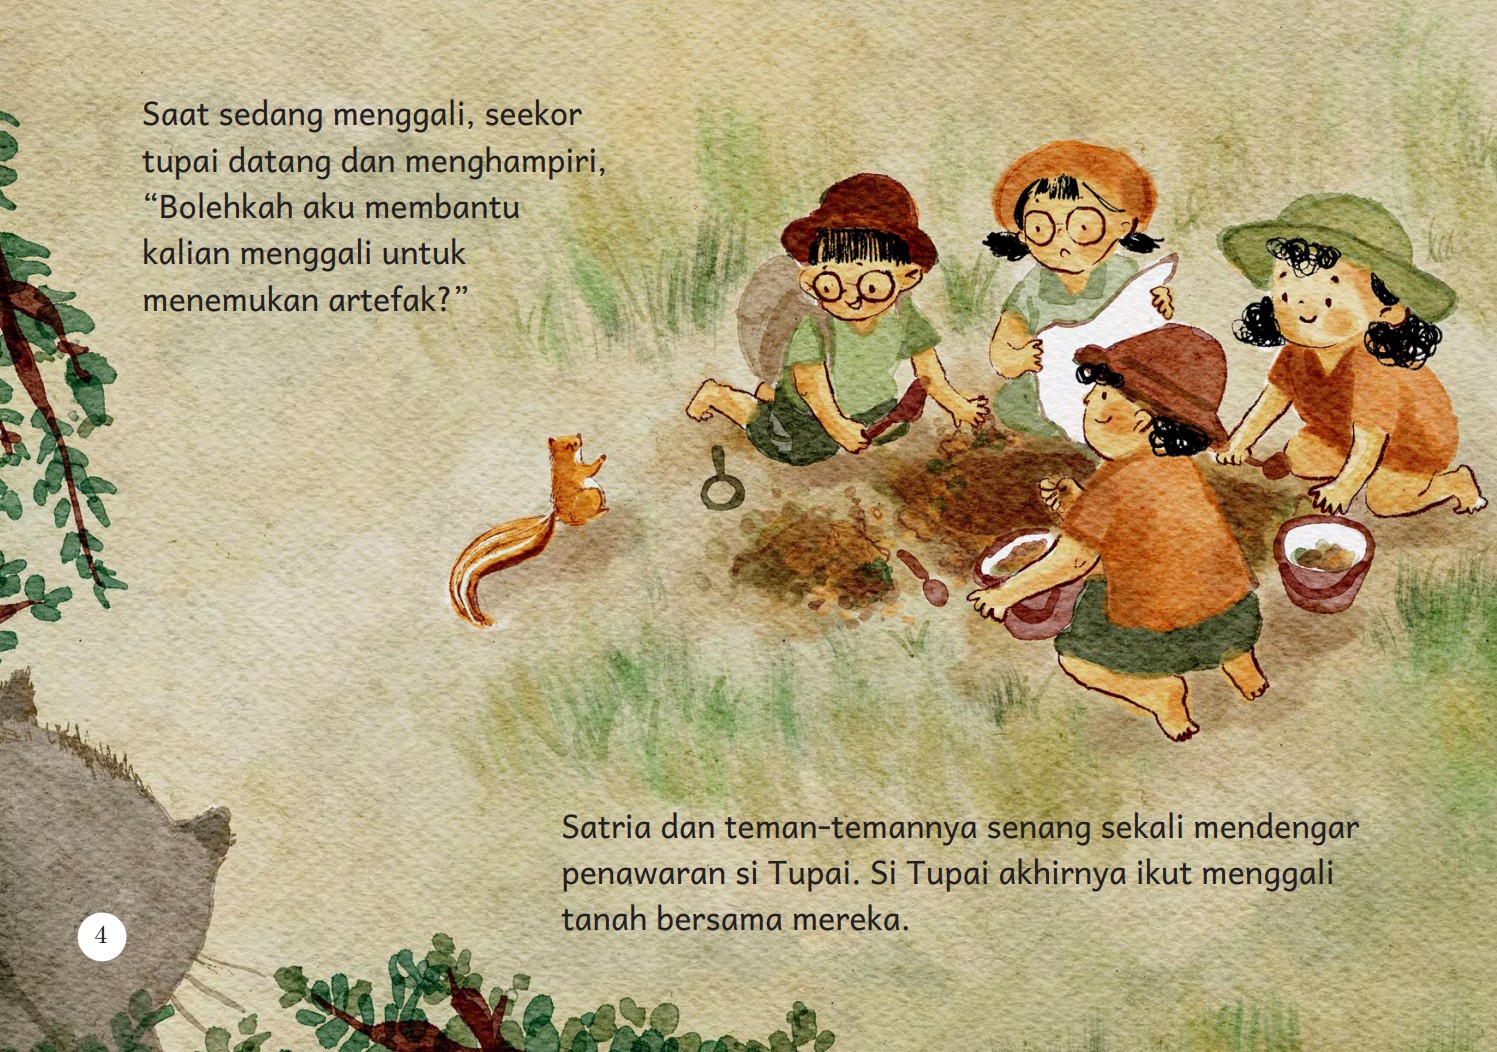 Saat sedang menggali, seekor
tupai datang dan menghampiri,
“Bolehkah aku membantu
kalian menggali untuk
menemukan artefak?”
Satria dan teman-temannya senang sekali mendengar
penawaran si Tupai. Si Tupai akhirnya ikut menggali
tanah bersama mereka.
4